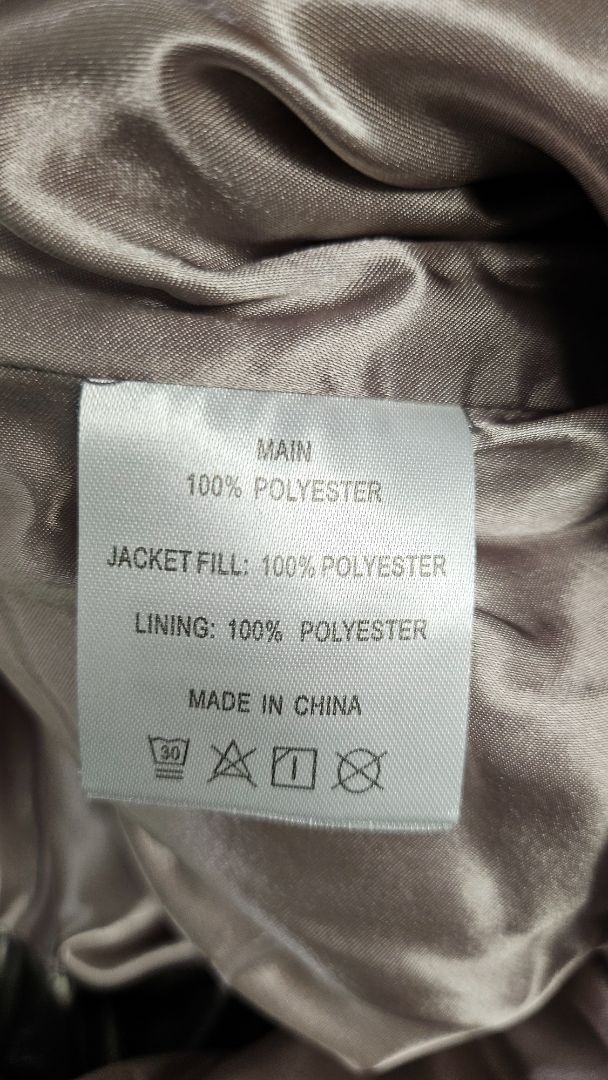 MAIN
100% POLYESTER
JACKET FILL: 100% POLYESTER
LINING: 100% POLYESTER
MADE IN CHINA
30